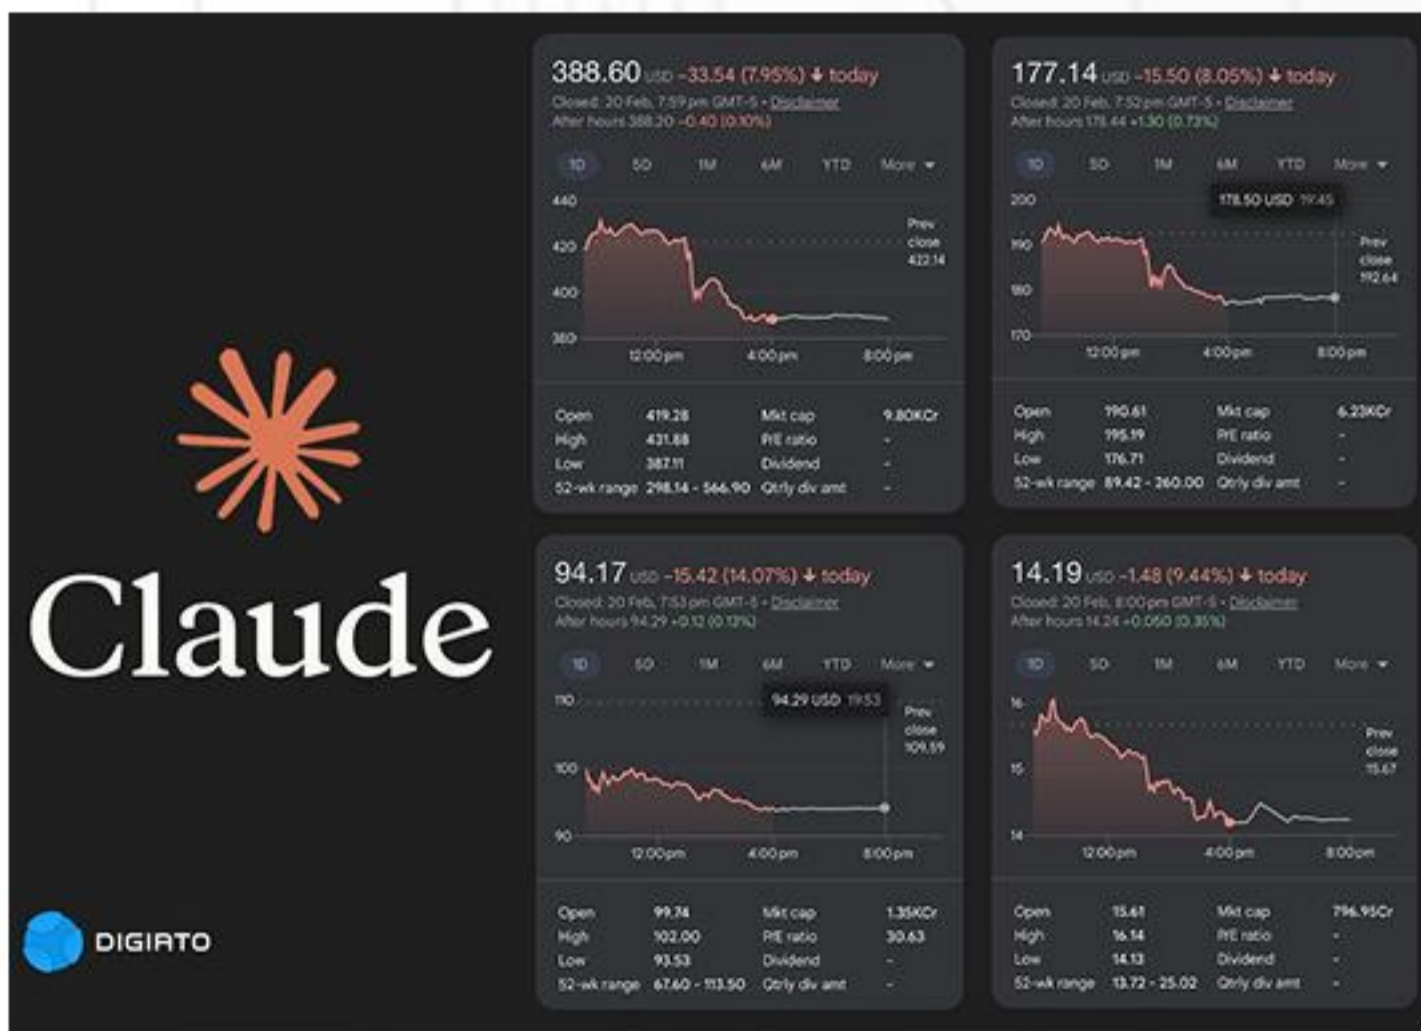 388.60 USD -33.54 (7.95%) ↓ today
Closed: 20 Feb, 7:59 pm GMT-5 • Disclaimer
After hours 388.20 -0.40 (0.10%)
1D 5D 1M 6M YTD More
440
420
400
380
Prev
close
422.14
12:00 pm 4:00 pm 8:00 pm
Open 419.28 Mkt cap 9.80KCr
High 431.88 P/E ratio -
Low 387.11 Dividend -
52-wk range 298.14 - 566.90 Qtrly div amt -
177.14 USD -15.50 (8.05%) ↓ today
Closed: 20 Feb, 7:52 pm GMT-5 • Disclaimer
After hours 178.44 +1.30 (0.73%)
1D 5D 1M 6M YTD More
178.50 USD 19:45
200
190
180
170
Prev
close
192.64
12:00 pm 4:00 pm 8:00 pm
Open 190.61 Mkt cap 6.23KCr
High 195.19 P/E ratio -
Low 176.71 Dividend -
52-wk range 89.42 - 260.00 Qtrly div amt -
Claude
94.17 USD -15.42 (14.07%) ↓ today
Closed: 20 Feb, 7:53 pm GMT-5 • Disclaimer
After hours 94.29 +0.12 (0.13%)
1D 5D 1M 6M YTD More
94.29 USD 19:53
110
100
90
Prev
close
109.59
12:00 pm 4:00 pm 8:00 pm
Open 99.74 Mkt cap 1.35KCr
High 102.00 P/E ratio 30.63
Low 93.53 Dividend -
52-wk range 67.60 - 113.50 Qtrly div amt -
14.19 USD -1.48 (9.44%) ↓ today
Closed: 20 Feb, 8:00 pm GMT-5 • Disclaimer
After hours 14.24 +0.050 (0.35%)
1D 5D 1M 6M YTD More
16
15
14
Prev
close
15.67
12:00 pm 4:00 pm 8:00 pm
Open 15.61 Mkt cap 796.95Cr
High 16.14 P/E ratio -
Low 14.13 Dividend -
52-wk range 13.72 - 25.02 Qtrly div amt -
DIGIATO